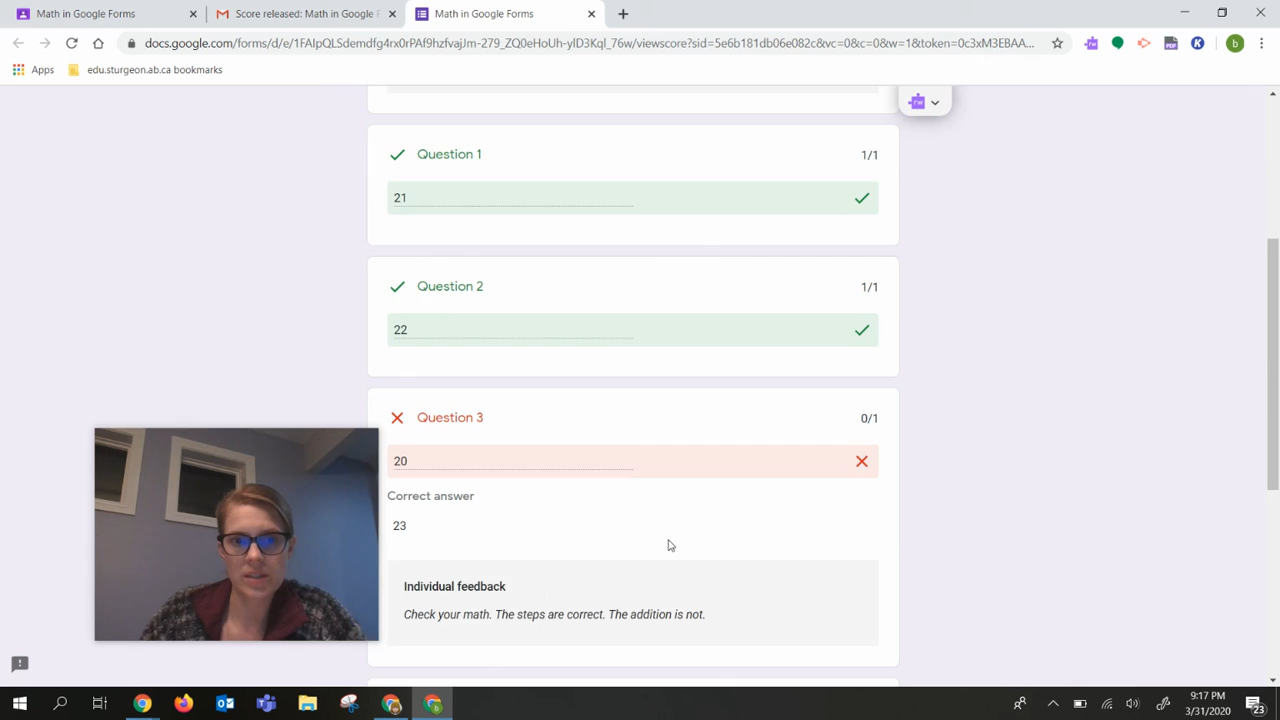 Math in Google Forms
Score released: Math in Google F
Math in Google Forms
docs.google.com/forms/d/e/
/viewscore?sid=5e6b181db06e082c&vc=0&c=0&w=1&token=0c3xM3EBAA...
b
Apps
edu.sturgeon.ab.ca bookmarks
rw
Question 1
1/1
21
Question 2
1/1
22
Question 3
0/1
20
Correct answer
23
Individual feedback
Check your math. The steps are correct. The addition is not.
9:17 PM
3/31/2020
23